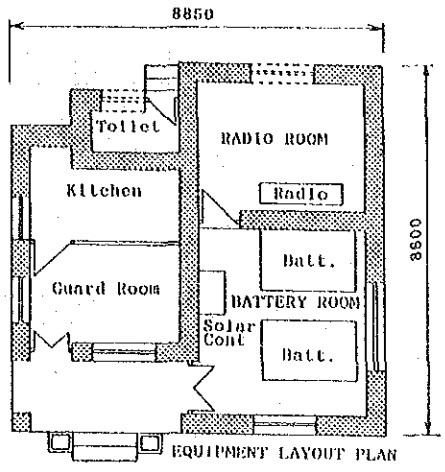 8850
Toilet
RADIO ROOM
Kitchen
Radio
8600
Batt.
Guard Room
BATTERY ROOM
Solar
Cont
Batt.
EQUIPMENT LAYOUT PLAN